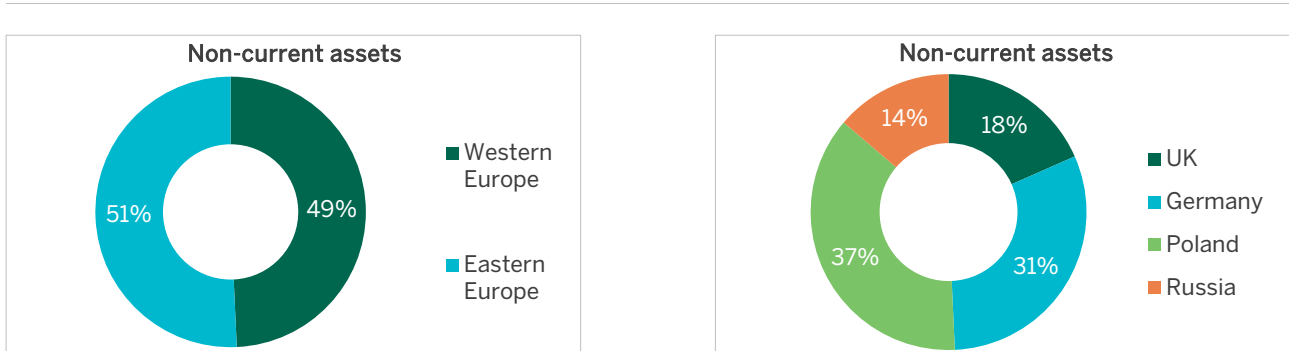 Non-current assets
51%
49%
Western
Europe
Eastern
Europe
Non-current assets
14%
18%
37%
31%
UK
Germany
Poland
Russia